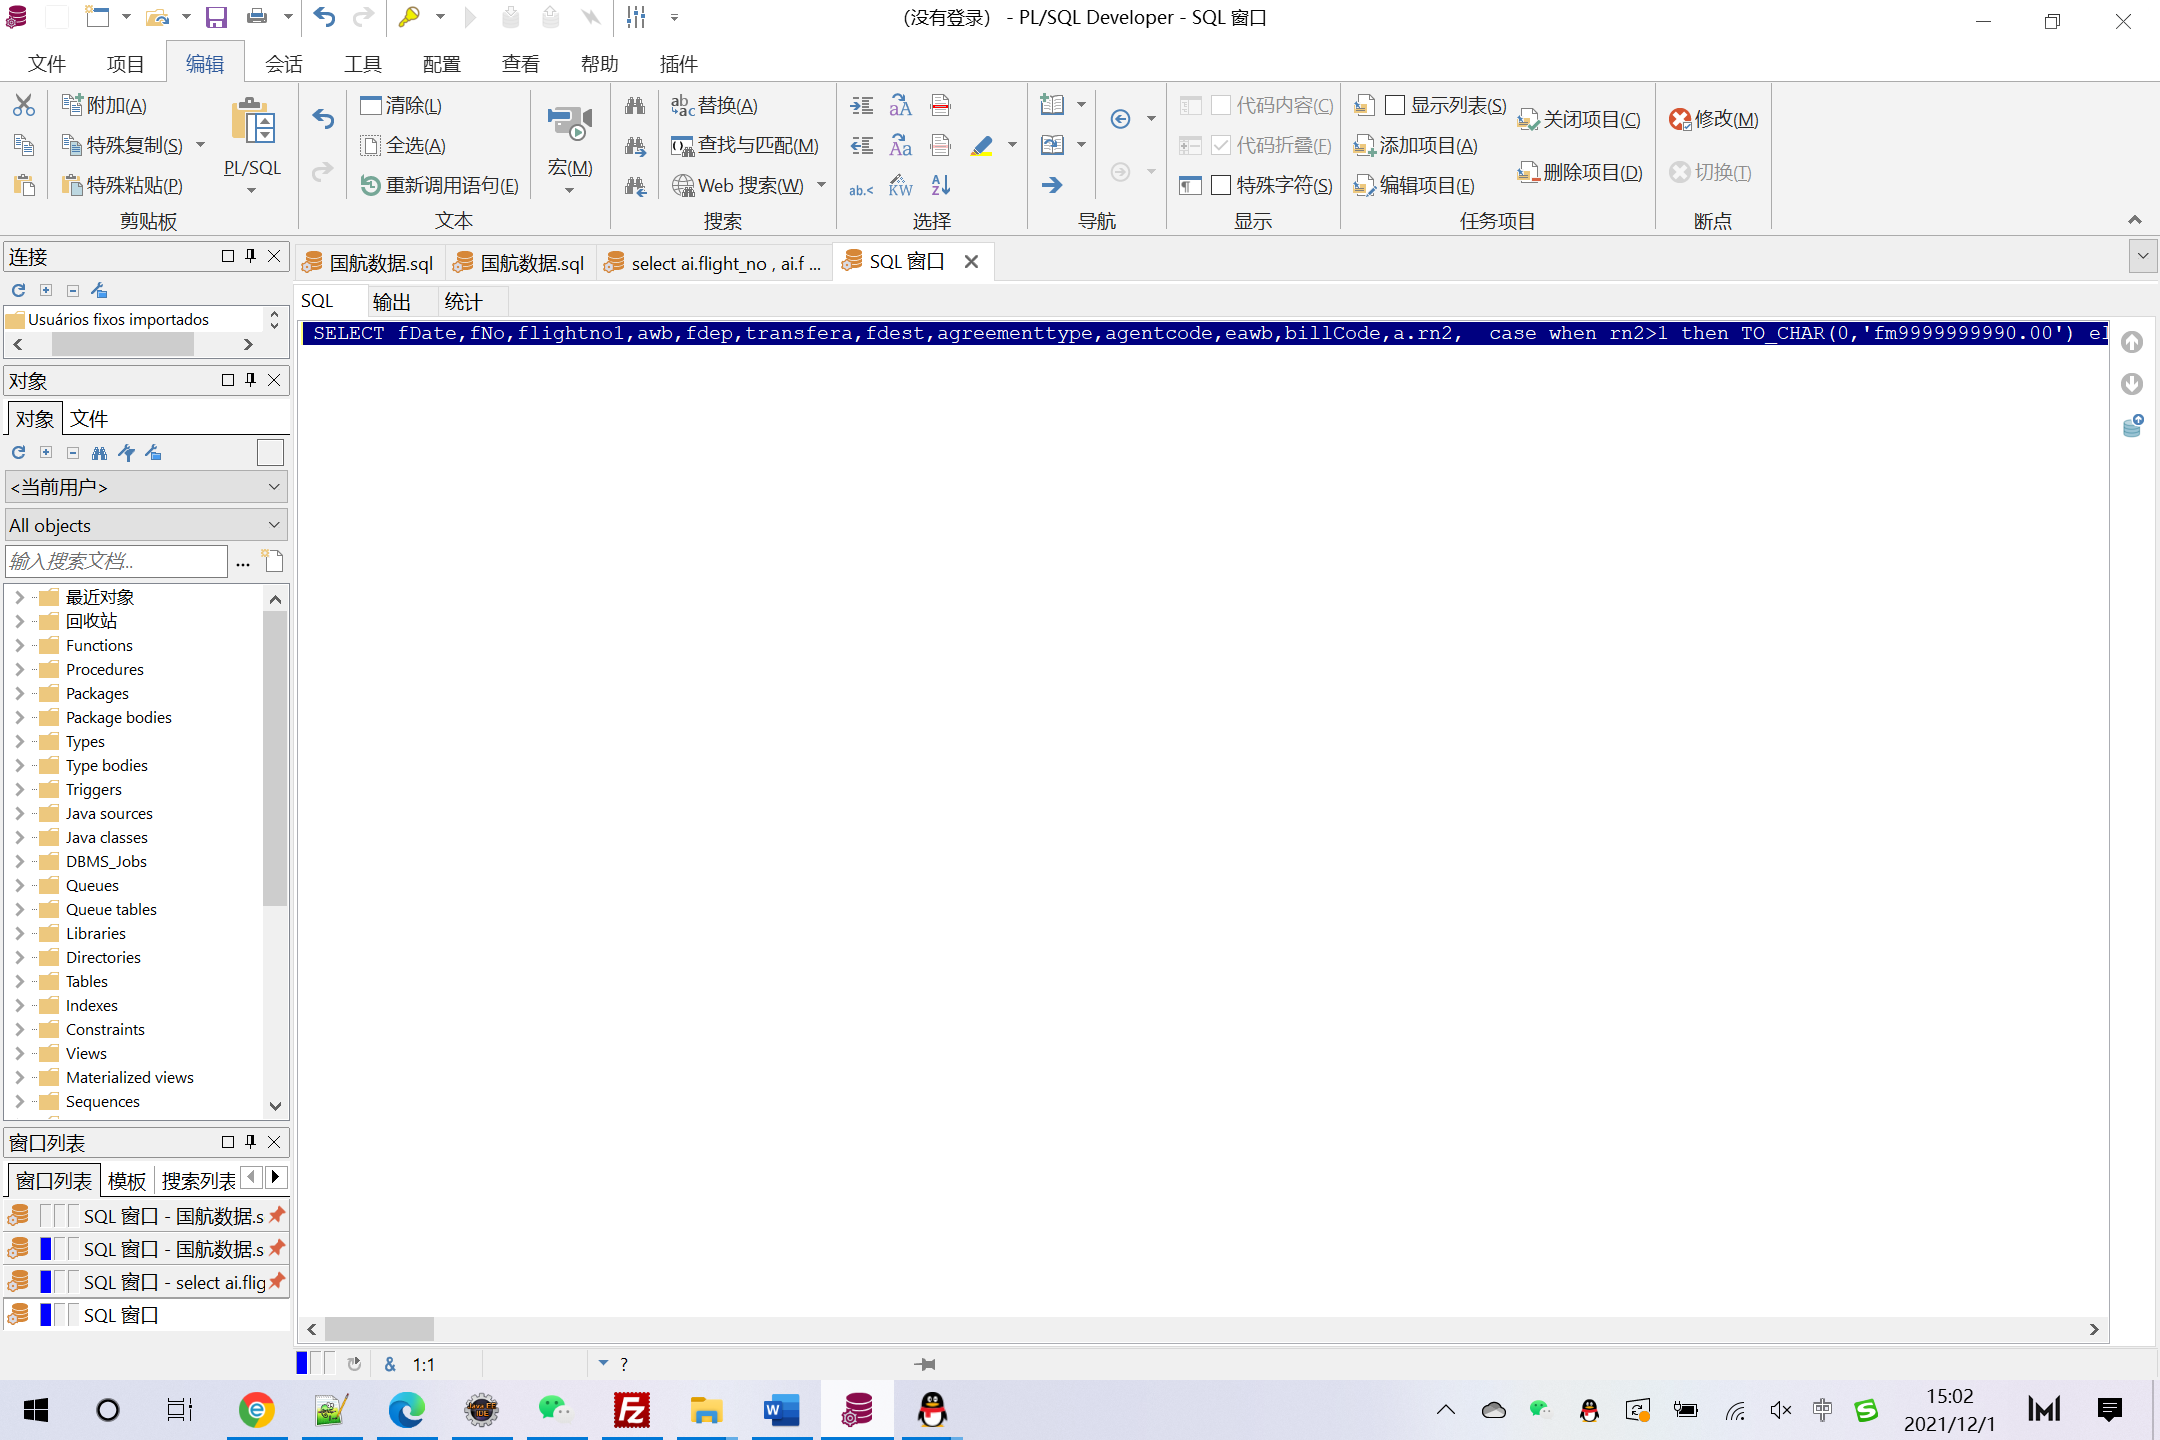 （没有登录） - PL/SQL Developer - SQL 窗口
文件 项目 编辑 会话 工具 配置 查看 帮助 插件
附加(A)
特殊复制(S)
特殊粘贴(P)
PL/SQL
剪贴板
清除(L)
全选(A)
重新调用语句(E)
宏(M)
文本
替换(A)
查找与匹配(M)
Web 搜索(W)
搜索
选择
导航
代码内容(C)
代码折叠(F)
特殊字符(S)
显示
显示列表(S)
添加项目(A)
编辑项目(E)
关闭项目(C)
删除项目(D)
任务项目
修改(M)
切换(T)
断点
连接
Usuários fixos importados
对象
对象 文件
<当前用户>
All objects
输入搜索文档...
最近对象
回收站
Functions
Procedures
Packages
Package bodies
Types
Type bodies
Triggers
Java sources
Java classes
DBMS_Jobs
Queues
Queue tables
Libraries
Directories
Tables
Indexes
Constraints
Views
Materialized views
Sequences
窗口列表
窗口列表 模板 搜索列表
SQL 窗口 - 国航数据.s
SQL 窗口 - 国航数据.s
SQL 窗口 - select ai.flig
SQL 窗口
国航数据.sql 国航数据.sql select ai.flight_no , ai.f ... SQL 窗口
SQL 输出 统计
SELECT fDate,fNo,flightno1,awb,fdep,transfera,fdest,agreementtype,agentcode,eawb,billCode,a.rn2,  case when rn2>1 then TO_CHAR(0,'fm9999999990.00') el
& 1:1 ?
15:02
2021/12/1